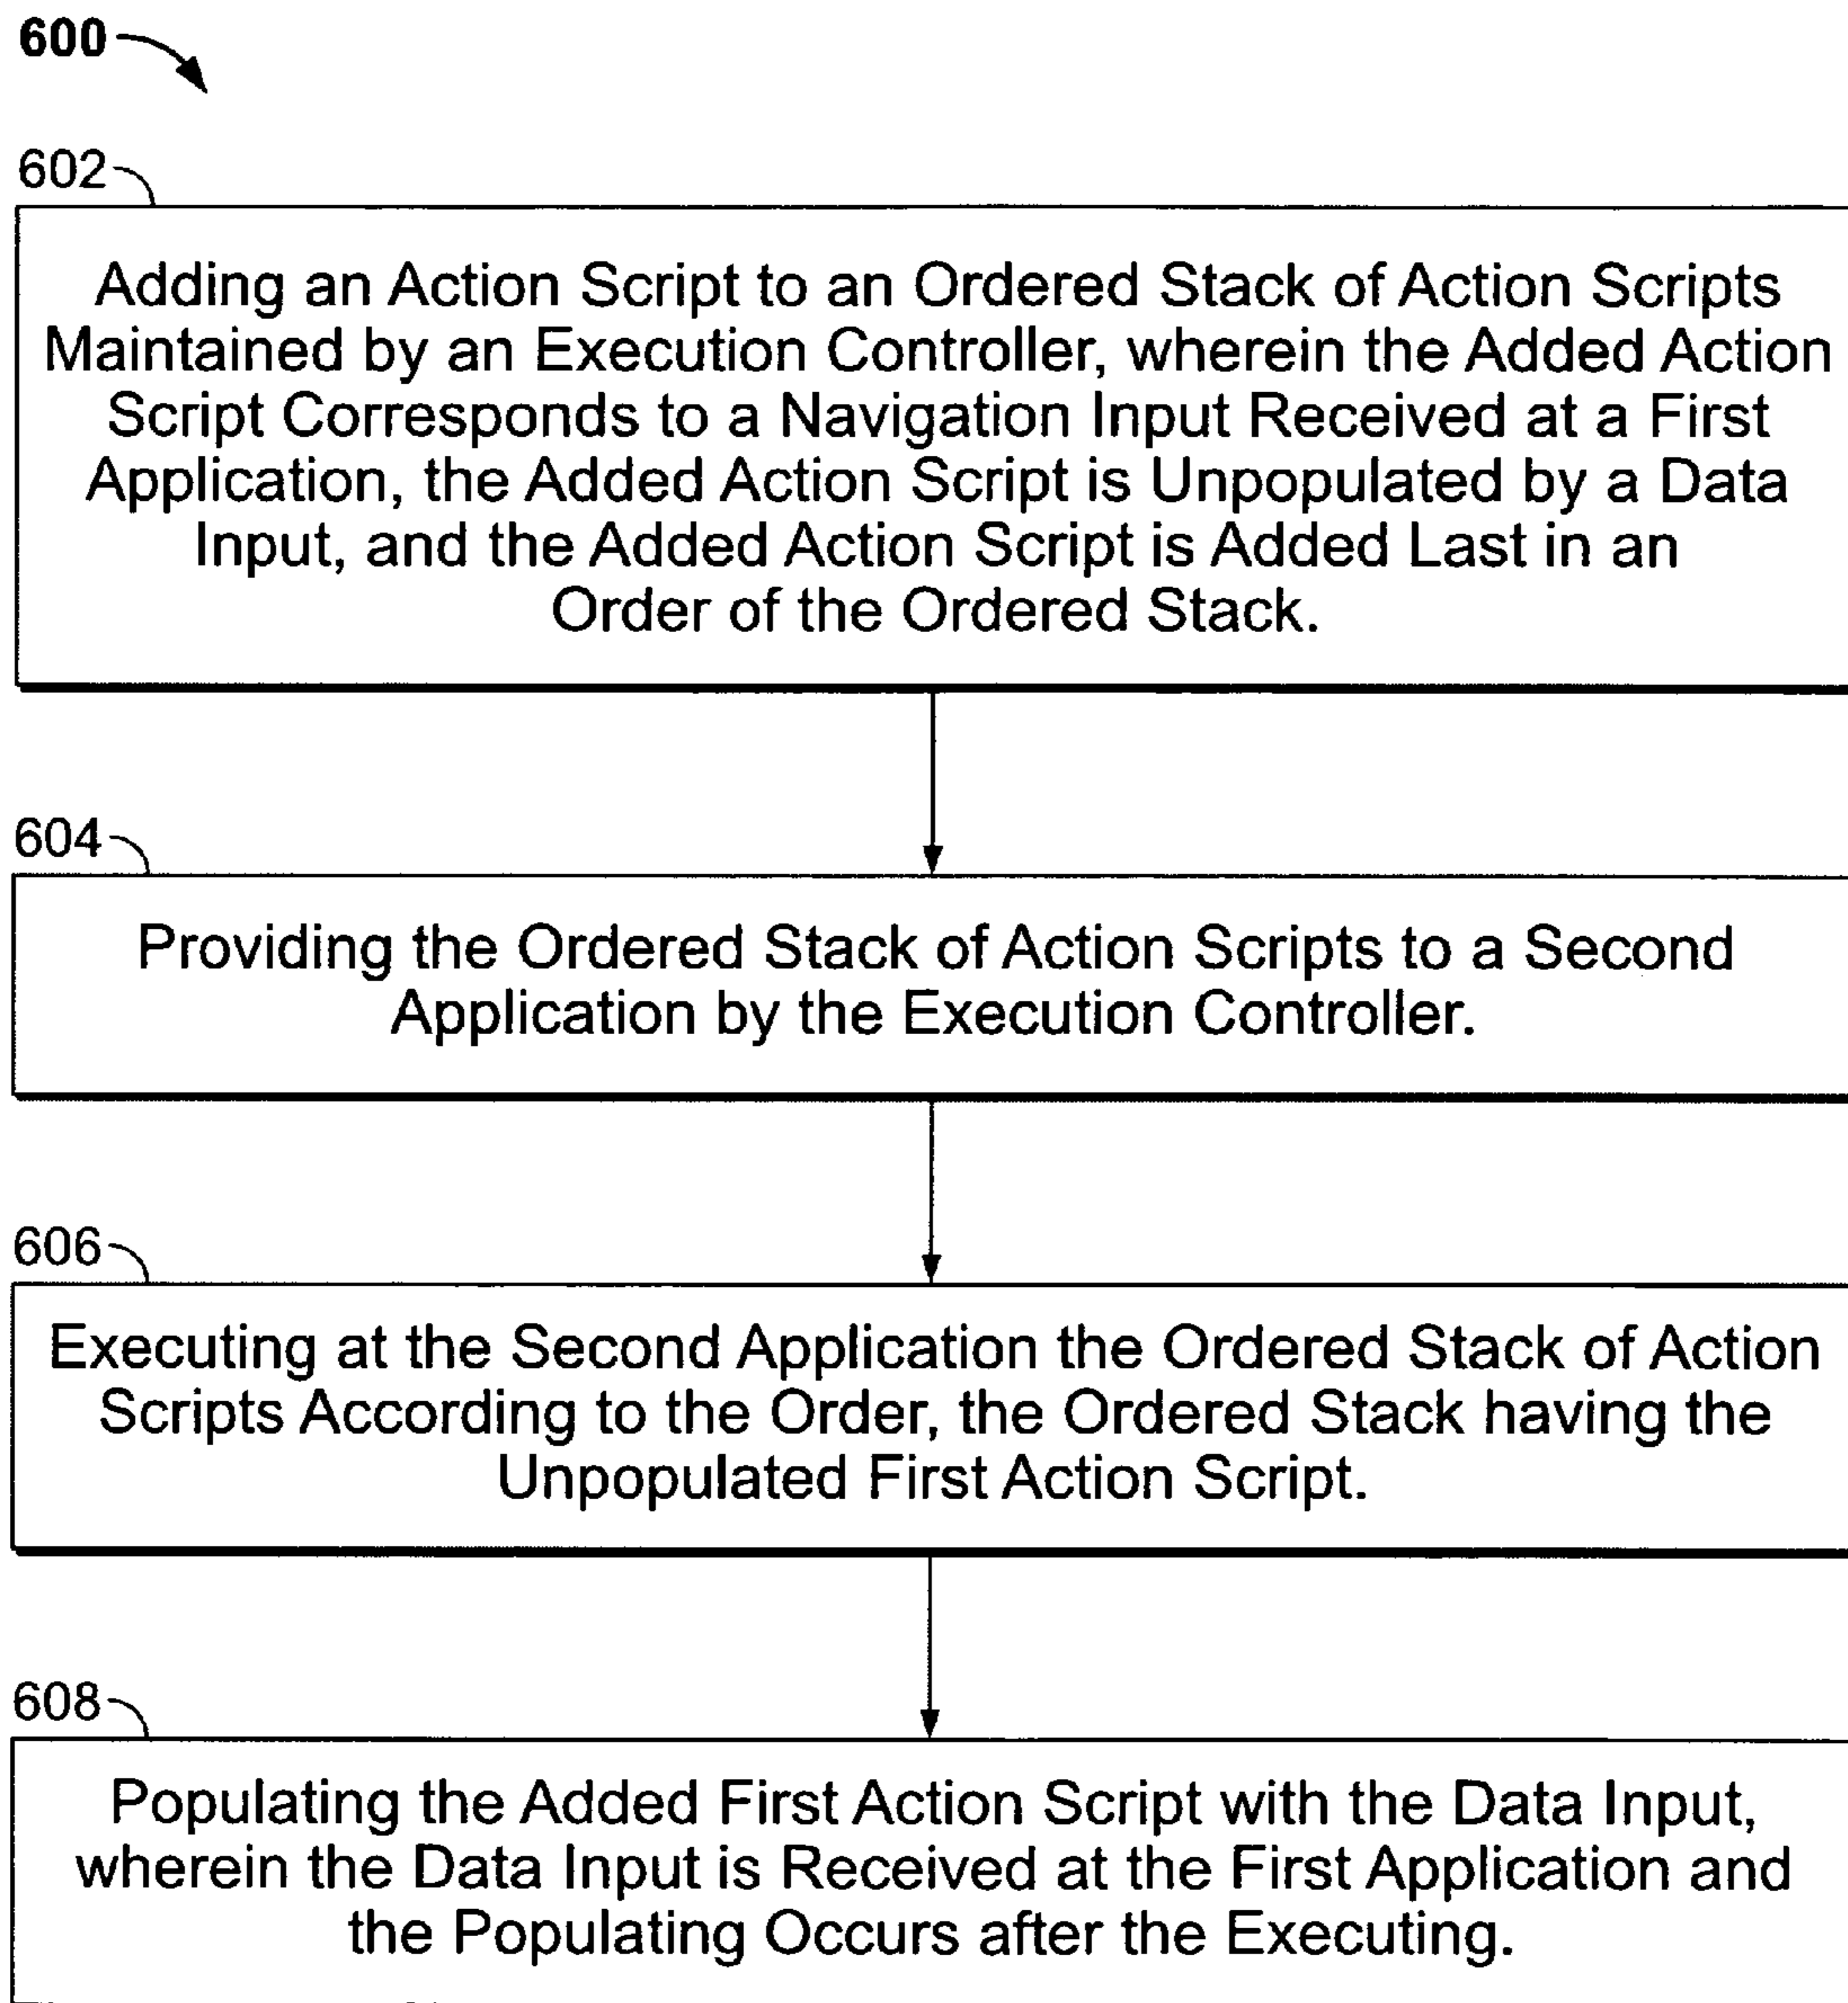 600
602
Adding an Action Script to an Ordered Stack of Action Scripts
Maintained by an Execution Controller, wherein the Added Action
Script Corresponds to a Navigation Input Received at a First
Application, the Added Action Script is Unpopulated by a Data
Input, and the Added Action Script is Added Last in an
Order of the Ordered Stack.
604
Providing the Ordered Stack of Action Scripts to a Second
Application by the Execution Controller.
606
Executing at the Second Application the Ordered Stack of Action
Scripts According to the Order, the Ordered Stack having the
Unpopulated First Action Script.
608
Populating the Added First Action Script with the Data Input,
wherein the Data Input is Received at the First Application and
the Populating Occurs after the Executing.